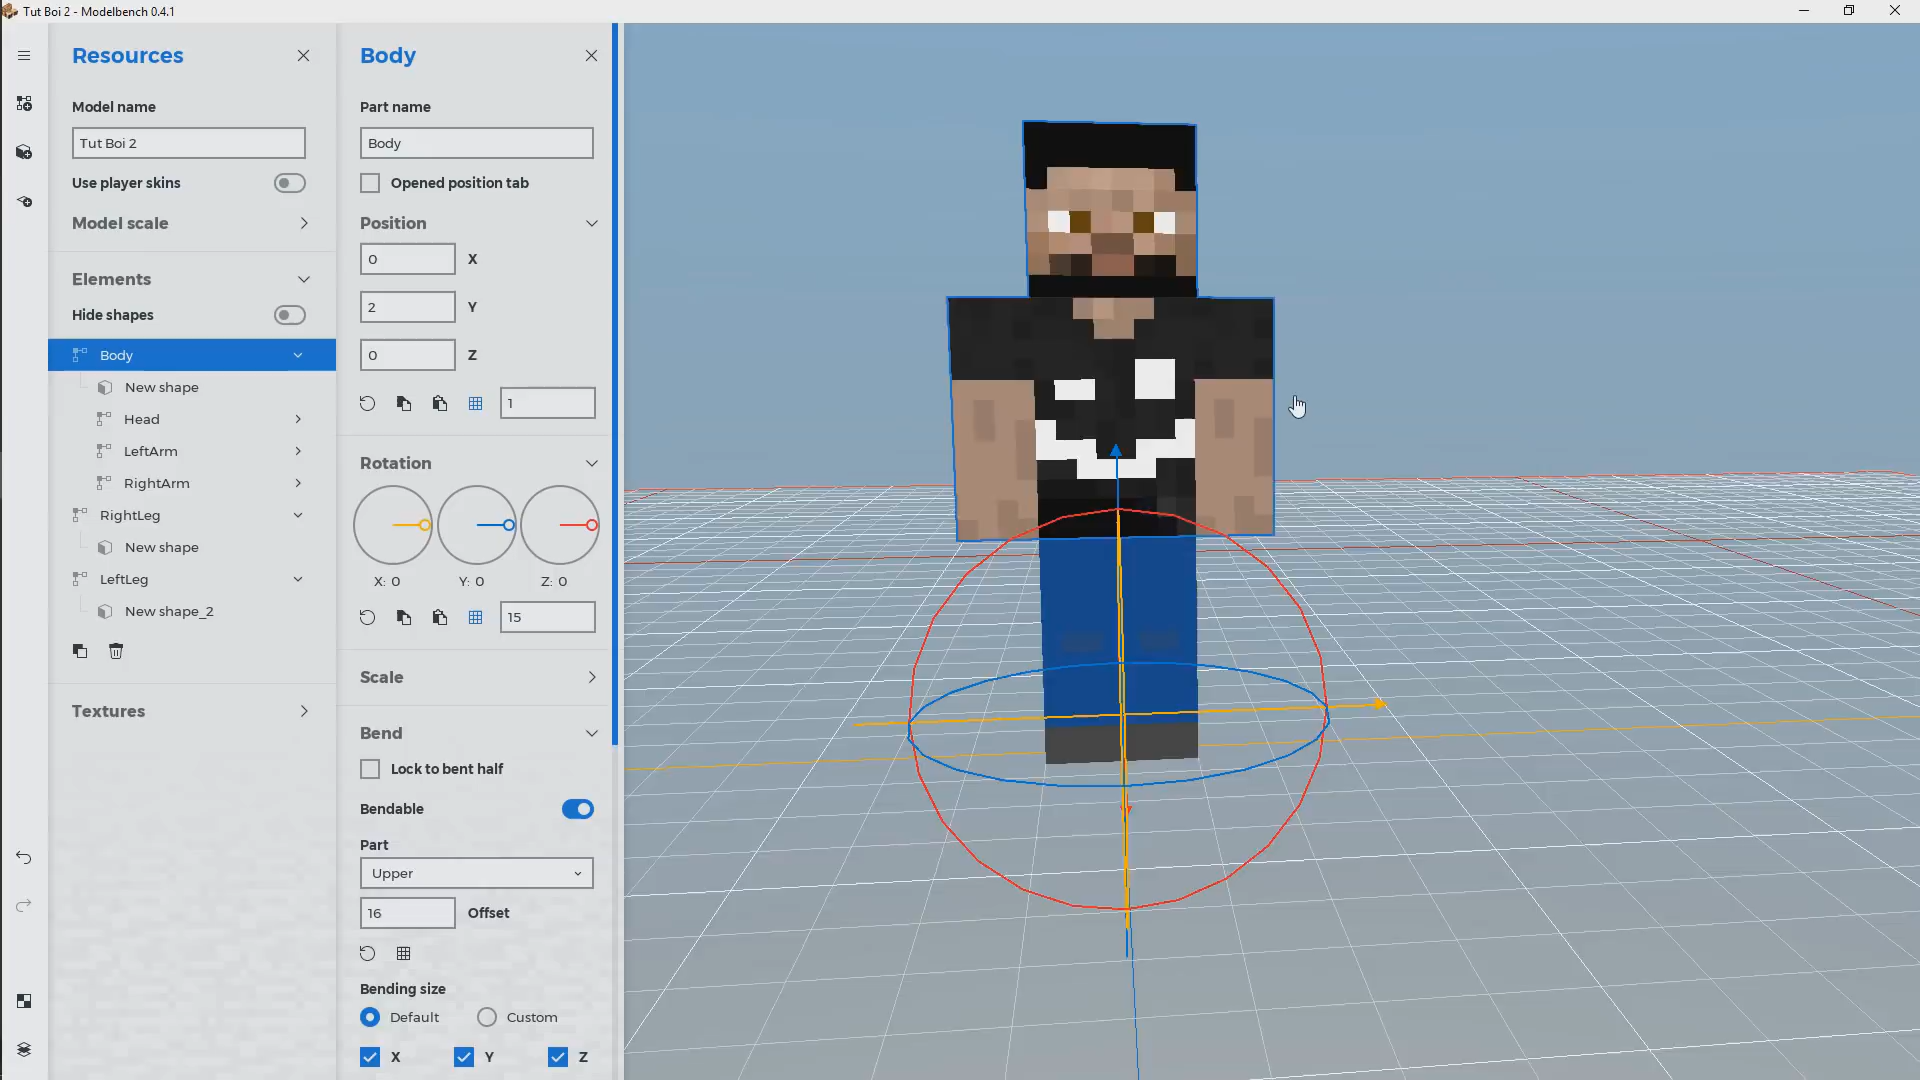 Tut Boi 2 - Modelbench 0.4.1
Resources
Model name
Tut Boi 2
Use player skins
Model scale
Elements
Hide shapes
Body
New shape
Head
LeftArm
RightArm
RightLeg
New shape
LeftLeg
New shape_2
Textures
Body
Part name
Body
Opened position tab
Position
0 X
2 Y
0 Z
1
Rotation
X: 0 Y: 0 Z: 0
15
Scale
Bend
Lock to bent half
Bendable
Part
Upper
16 Offset
Bending size
Default Custom
X Y Z